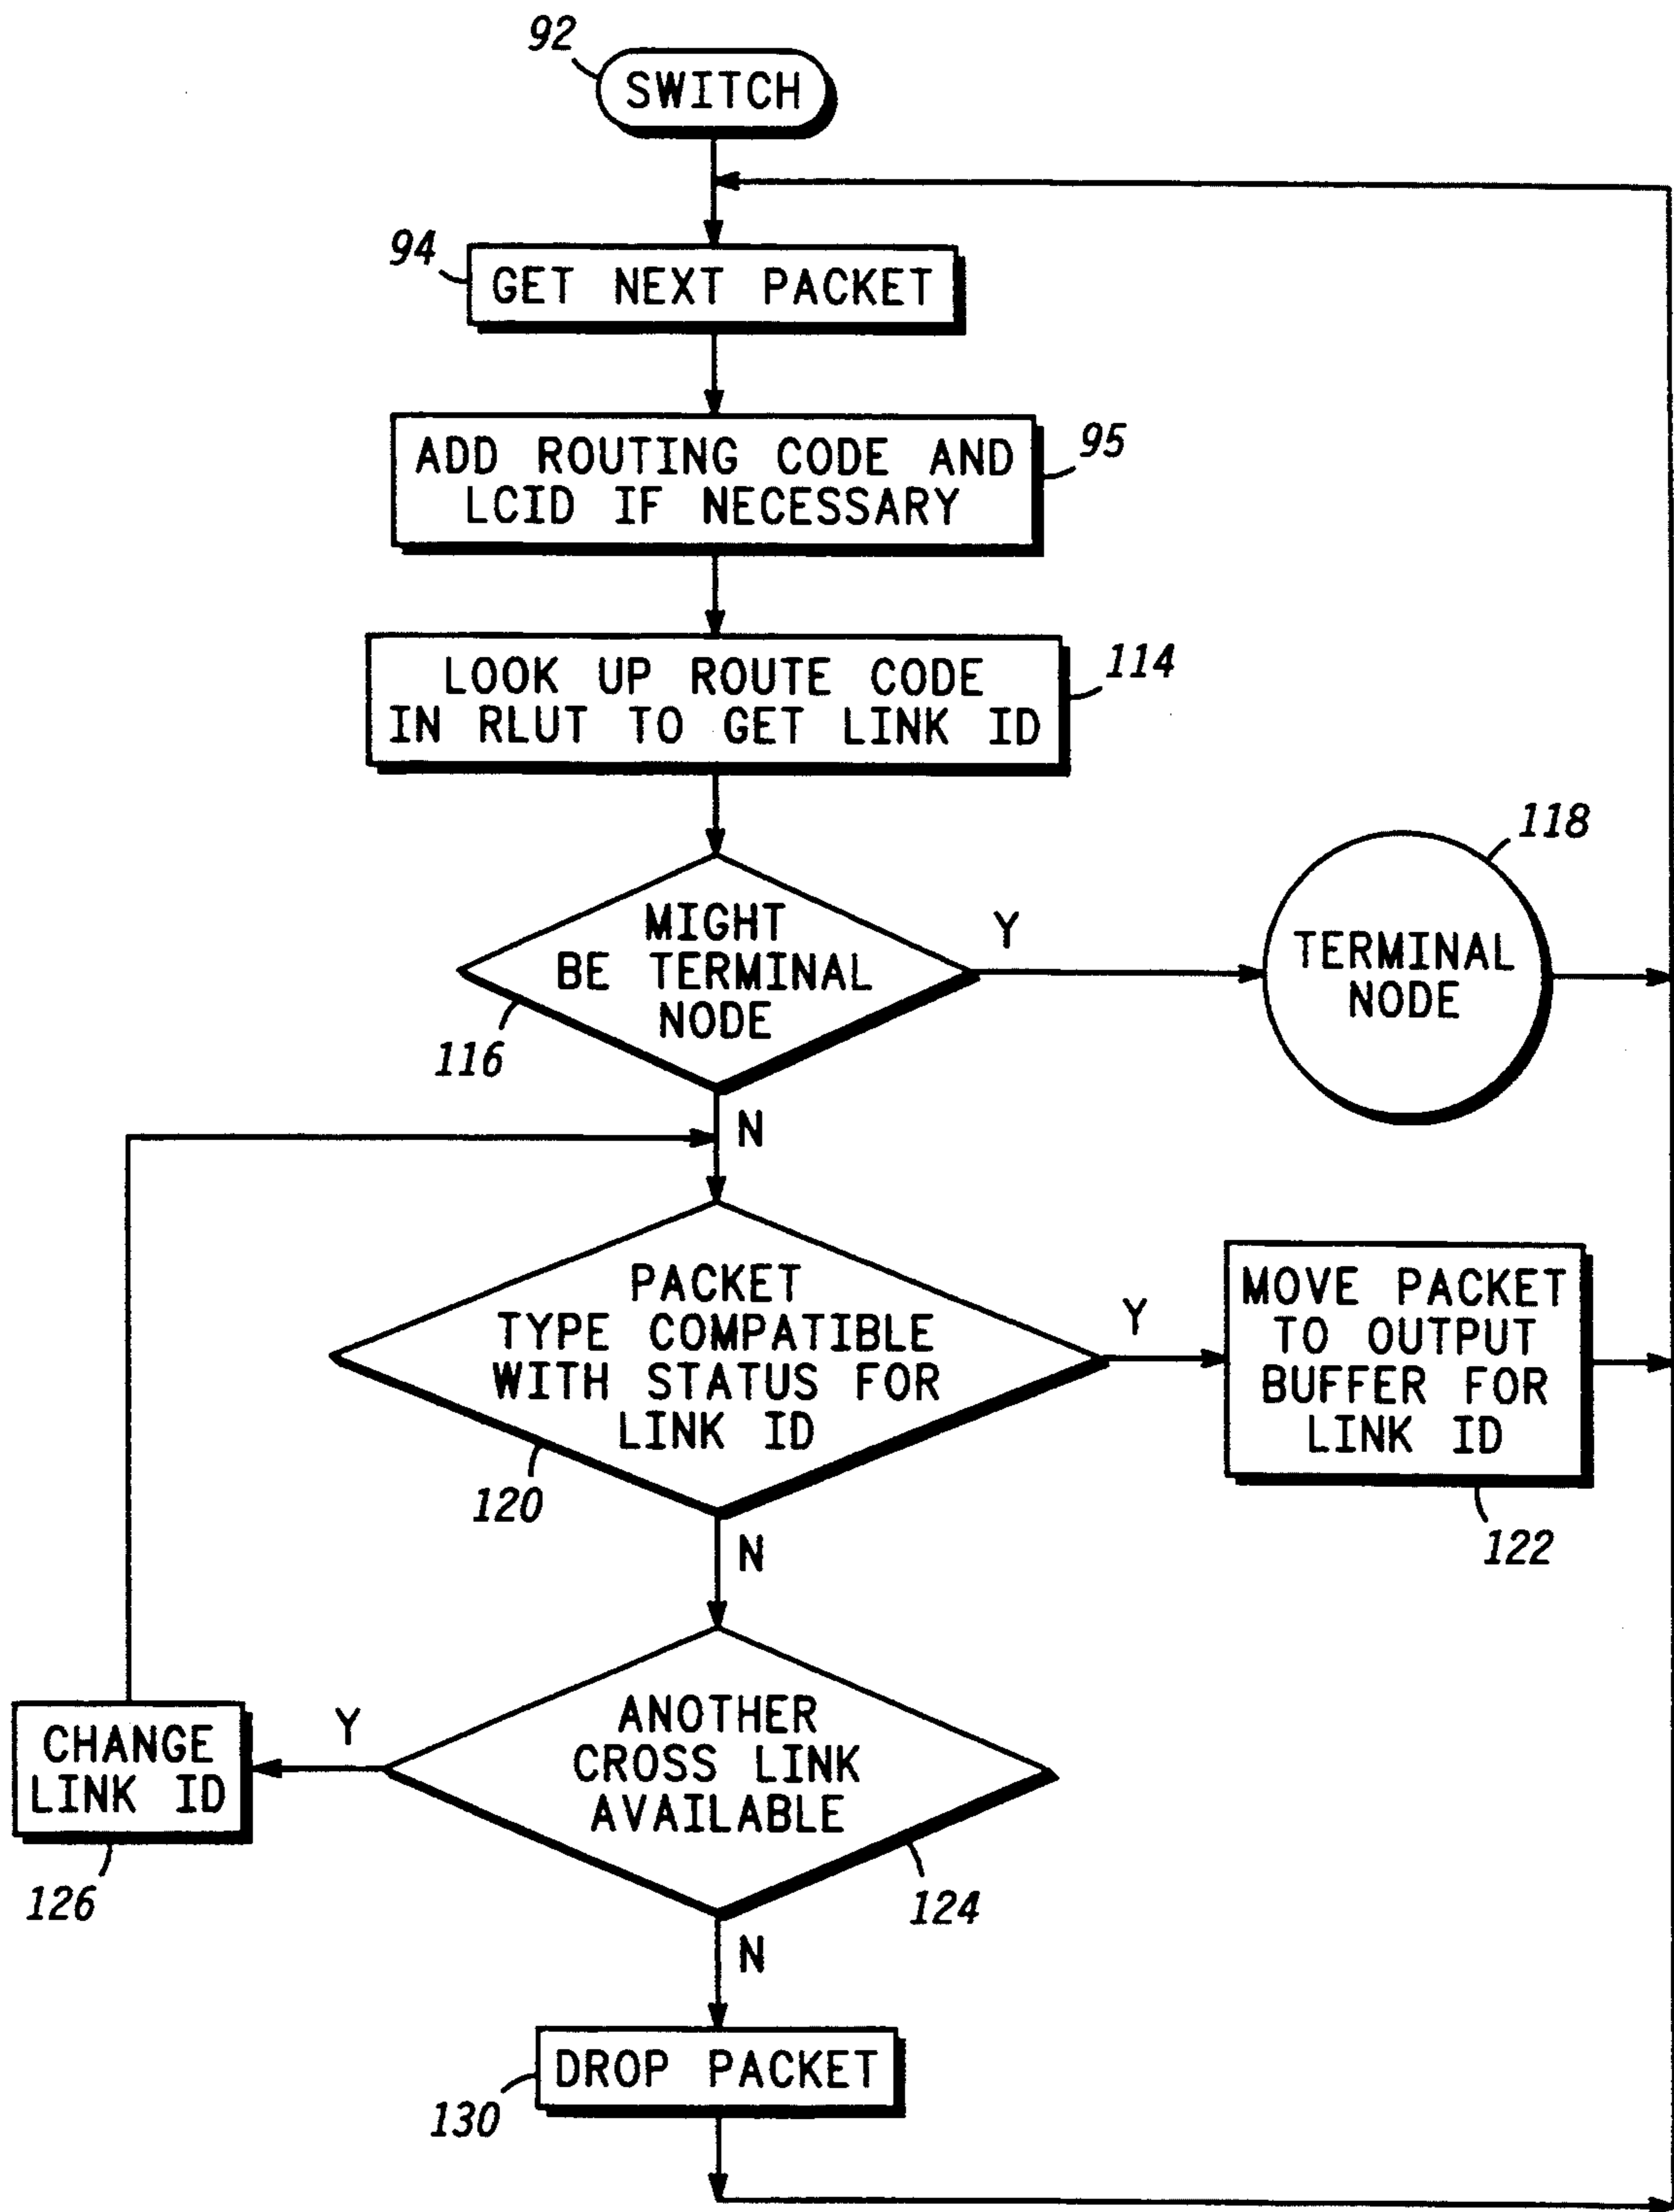 92
SWITCH
94
GET NEXT PACKET
95
ADD ROUTING CODE AND
LCID IF NECESSARY
114
LOOK UP ROUTE CODE
IN RLUT TO GET LINK ID
118
MIGHT
BE TERMINAL
NODE
Y
TERMINAL
NODE
116
N
PACKET
TYPE COMPATIBLE
WITH STATUS FOR
LINK ID
Y
MOVE PACKET
TO OUTPUT
BUFFER FOR
LINK ID
120
122
N
ANOTHER
CROSS LINK
AVAILABLE
Y
CHANGE
LINK ID
126
124
N
DROP PACKET
130